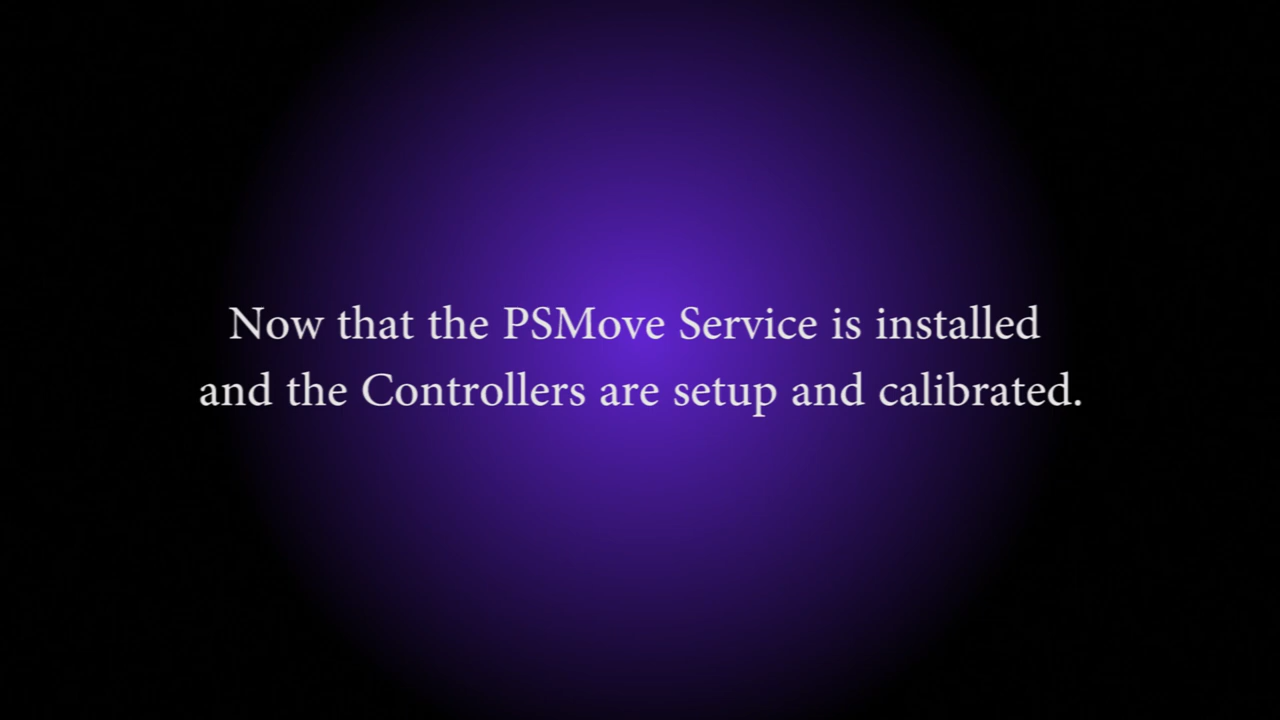 Now that the PSMove Service is installed
and the Controllers are setup and calibrated.